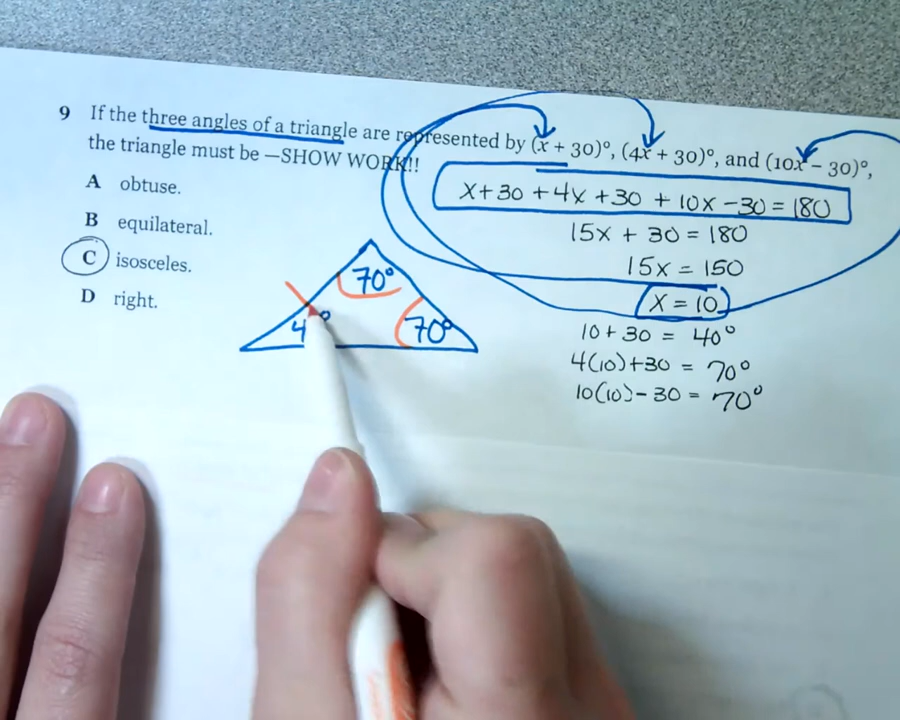 9 If the three angles of a triangle are represented by (x + 30)°, (4x + 30)°, and (10x − 30)°,
the triangle must be —SHOW WORK!!
x+30 +4x +30 + 10x −30 = 180
A obtuse.
15x + 30 = 180
B equilateral.
15x = 150
C isosceles.
x = 10
D right.
70°
70°
4 °
10 + 30 = 40°
4(10)+30 = 70°
10(10)− 30 = 70°